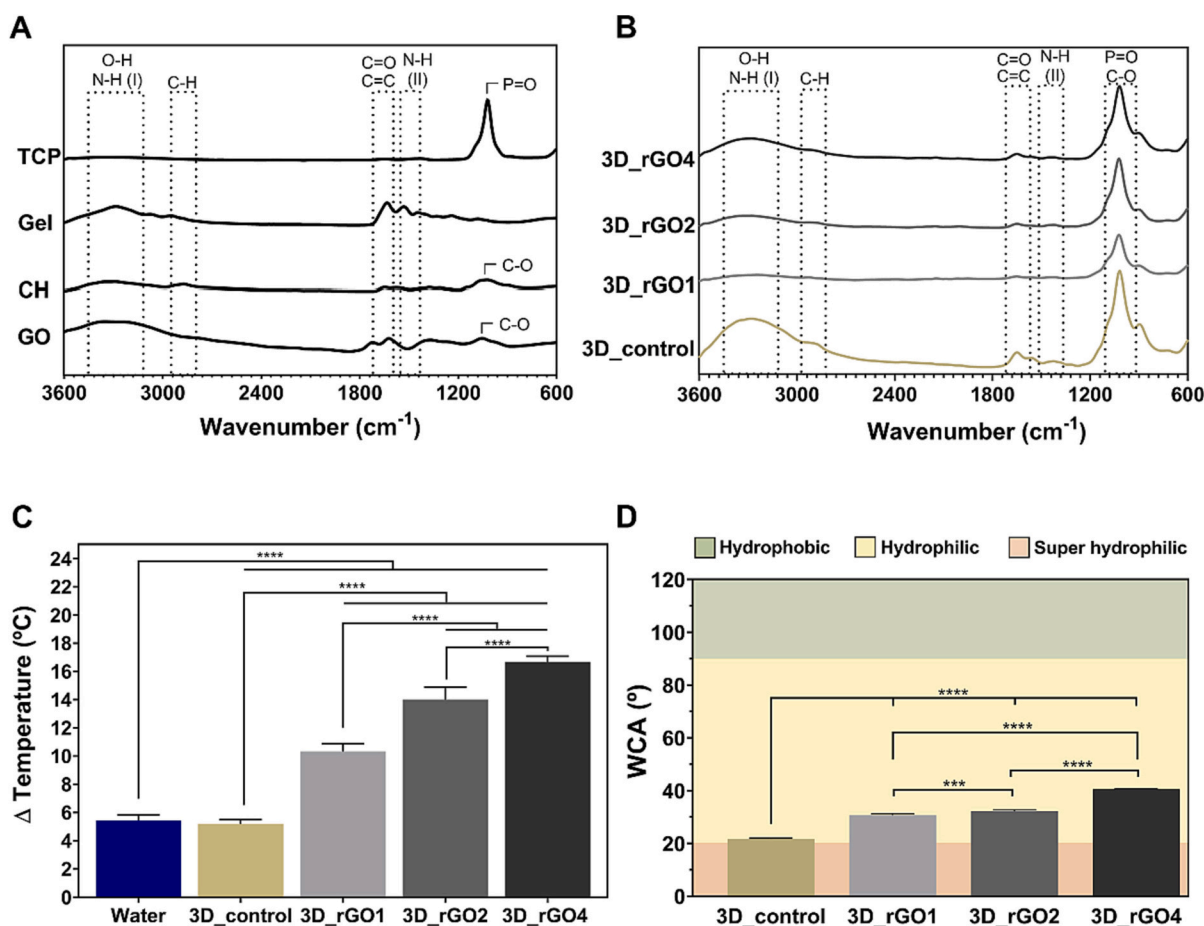 A
O-H
N-H (I)
C-H
C=O
C=C
N-H
(II)
P=O
TCP
Gel
CH
C-O
GO
C-O
3600 3000 2400 1800 1200 600
Wavenumber (cm-1)
B
O-H
N-H (I)
C-H
C=O
C=C
N-H
(II)
P=O
C-O
3D_rGO4
3D_rGO2
3D_rGO1
3D_control
3600 3000 2400 1800 1200 600
Wavenumber (cm-1)
C
24
22
20
18
16
14
12
10
8
6
4
2
0
Δ Temperature (ºC)
****
****
****
****
Water 3D_control 3D_rGO1 3D_rGO2 3D_rGO4
D
Hydrophobic Hydrophilic Super hydrophilic
120
100
80
60
40
20
0
WCA (º)
****
****
****
***
3D_control 3D_rGO1 3D_rGO2 3D_rGO4